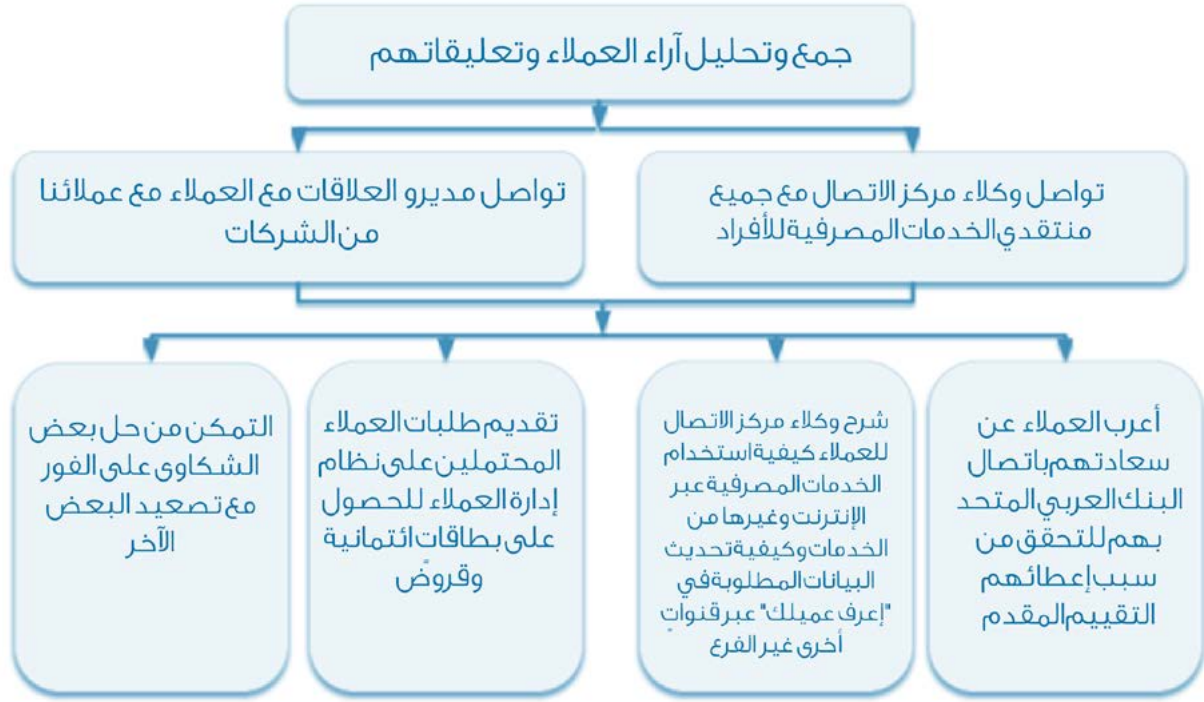 جمع وتحليل آراء العملاء وتعليقاتهم
تواصل وكلاء مركز الاتصال مع جميع
منتقدي الخدمات المصرفية للأفراد
تواصل مديرو العلاقات مع العملاء مع عملائنا
من الشركات
أعرب العملاء عن
سعادتهم باتصال
البنك العربي المتحد
بهم للتحقق من
سبب إعطائهم
التقييم المقدم
شرح وكلاء مركز الاتصال
للعملاء كيفية استخدام
الخدمات المصرفية عبر
الإنترنت وغيرها من
الخدمات وكيفية تحديث
البيانات المطلوبة في
"إعرف عميلك" عبر قنواتٍ
أخرى غير الفرع
تقديم طلبات العملاء
المحتملين على نظام
إدارة العملاء للحصول
على بطاقات ائتمانية
وقروض
التمكن من حل بعض
الشكاوى على الفور
مع تصعيد البعض
الآخر